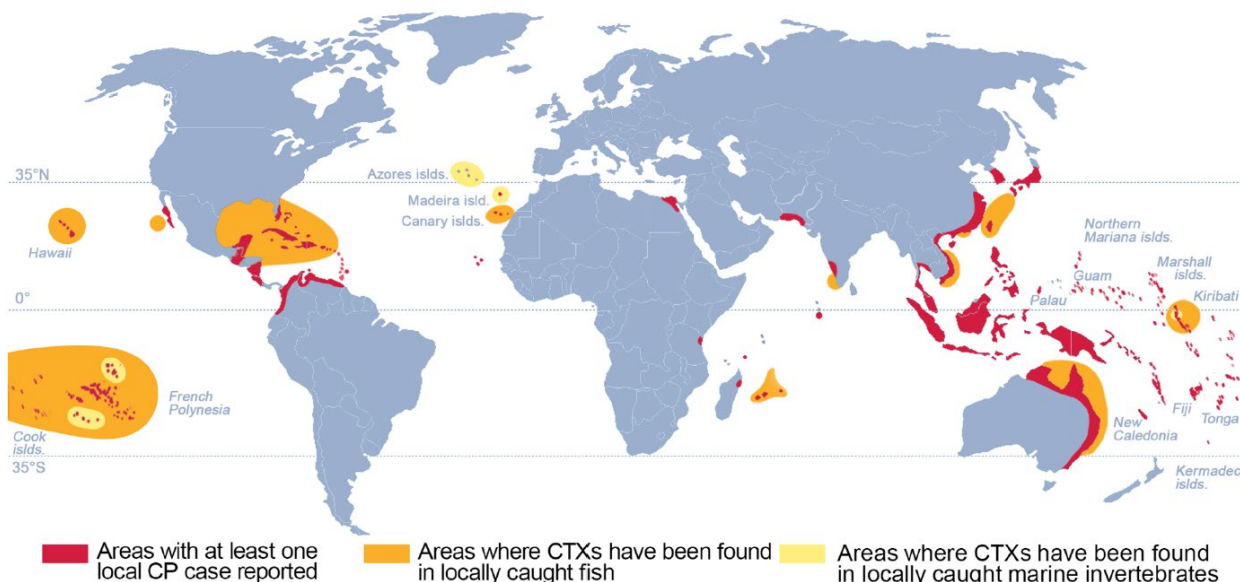 Azores islds.
35°N
Madeira isld.
Canary islds.
Hawaii
Northern
Mariana islds.
Marshall
islds.
Guam
Kiribati
Palau
0°
French
Polynesia
Cook
islds.
35°S
Fiji
Tonga
New
Caledonia
Kermadec
islds.
Areas with at least one
local CP case reported
Areas where CTXs have been found
in locally caught fish
Areas where CTXs have been found
in locally caught marine invertebrates